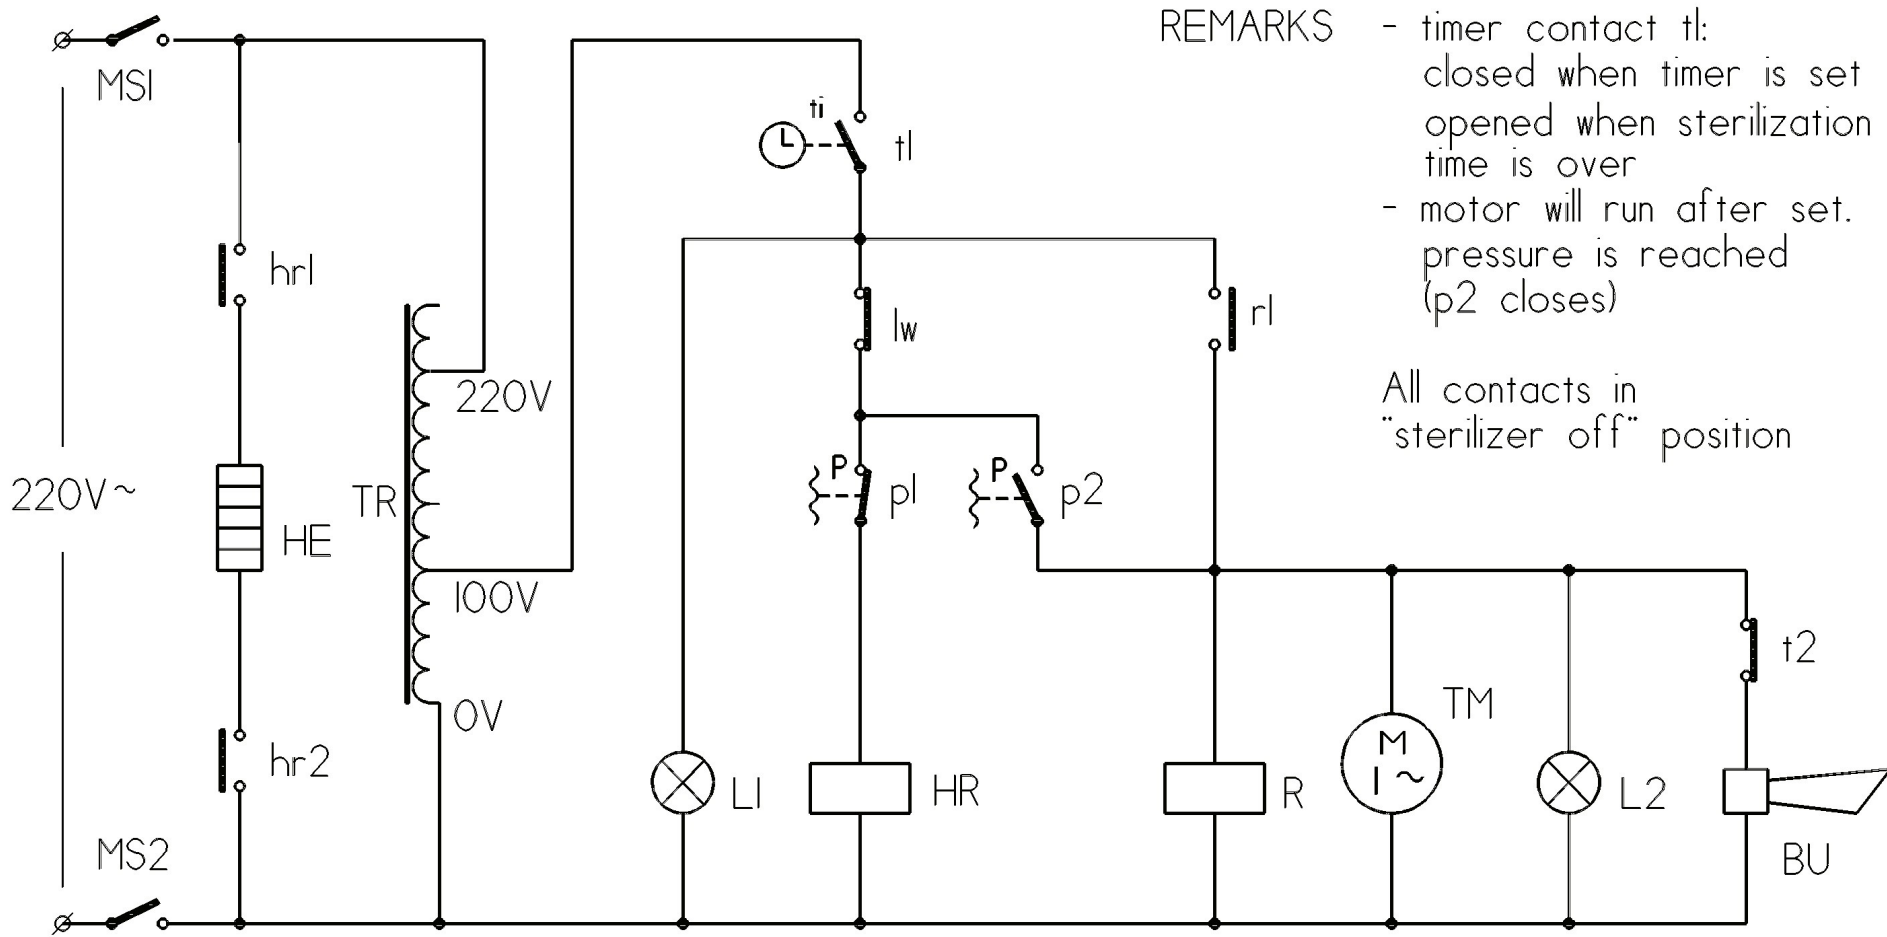 REMARKS - timer contact t1:
closed when timer is set
opened when sterilization
time is over
- motor will run after set.
pressure is reached
(p2 closes)
All contacts in
"sterilizer off" position
MS1
ti
t1
hr1
lw
r1
220V
220V~
TR
HE
P
p1
P
p2
100V
t2
0V
TM
M
1~
hr2
L1
HR
R
L2
MS2
BU